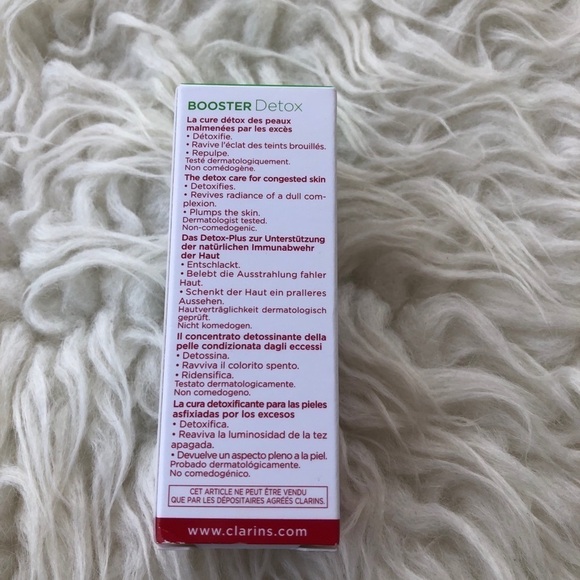 BOOSTER Detox
La cure détox des peaux
malmenées par les excès
• Détoxifie.
• Ravive l'éclat des teints brouillés.
• Repulpe.
Testé dermatologiquement.
Non comédogène.
The detox care for congested skin
• Detoxifies.
• Revives radiance of a dull com-
plexion.
• Plumps the skin.
Dermatologist tested.
Non-comedogenic.
Das Detox-Plus zur Unterstützung
der natürlichen Immunabwehr
der Haut
• Entschlackt.
• Belebt die Ausstrahlung fahler
Haut.
• Schenkt der Haut ein pralleres
Aussehen.
Hautverträglichkeit dermatologisch
geprüft.
Nicht komedogen.
Il concentrato detossinante della
pelle condizionata dagli eccessi
• Detossina.
• Ravviva il colorito spento.
• Ridensifica.
Testato dermatologicamente.
Non comedogeno.
La cura detoxificante para las pieles
asfixiadas por los excesos
• Detoxifica.
• Reaviva la luminosidad de la tez
apagada.
• Devuelve un aspecto pleno a la piel.
Probado dermatológicamente.
No comedogénico.
CET ARTICLE NE PEUT ÊTRE VENDU
QUE PAR LES DÉPOSITAIRES AGRÉÉS CLARINS.
www.clarins.com